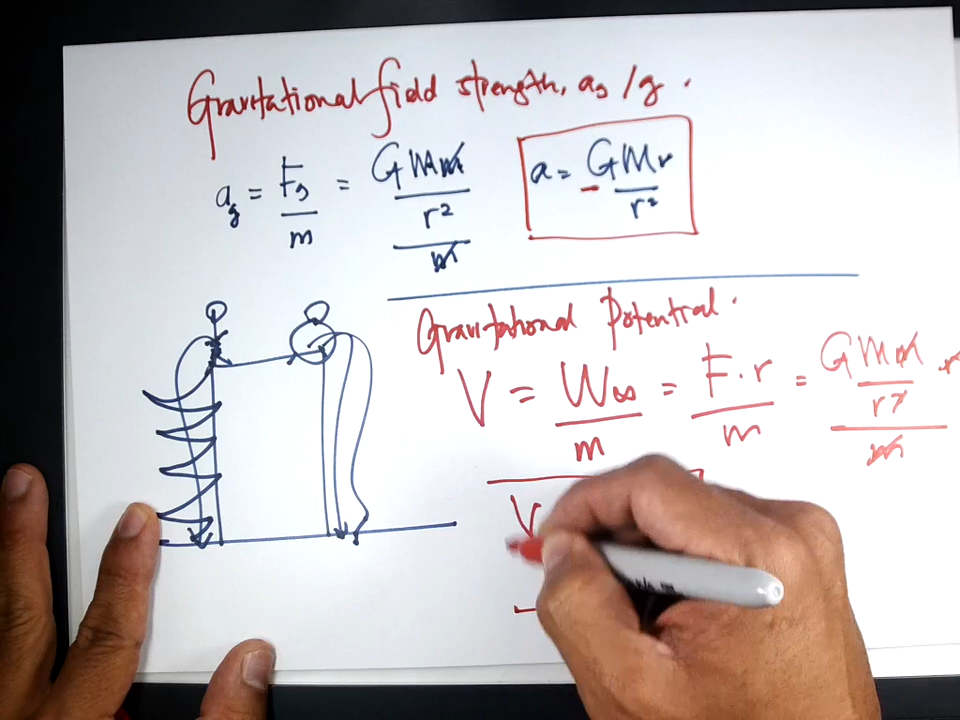 Gravitational field strength, ag / g.
ag = Fg/m = (GMm/r²)/m
a = GM r/r²
Gravitational Potential.
V = W∞/m = F.r/m = (GMm/r²)/m .r
V